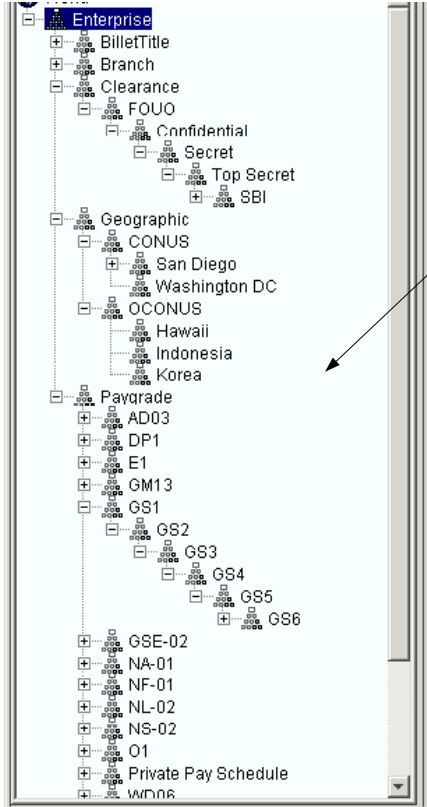 Enterprise
BilletTitle
Branch
Clearance
FOUO
Confidential
Secret
Top Secret
SBI
Geographic
CONUS
San Diego
Washington DC
OCONUS
Hawaii
Indonesia
Korea
Paygrade
AD03
DP1
E1
GM13
GS1
GS2
GS3
GS4
GS5
GS6
GSE-02
NA-01
NF-01
NL-02
NS-02
O1
Private Pay Schedule
WD06